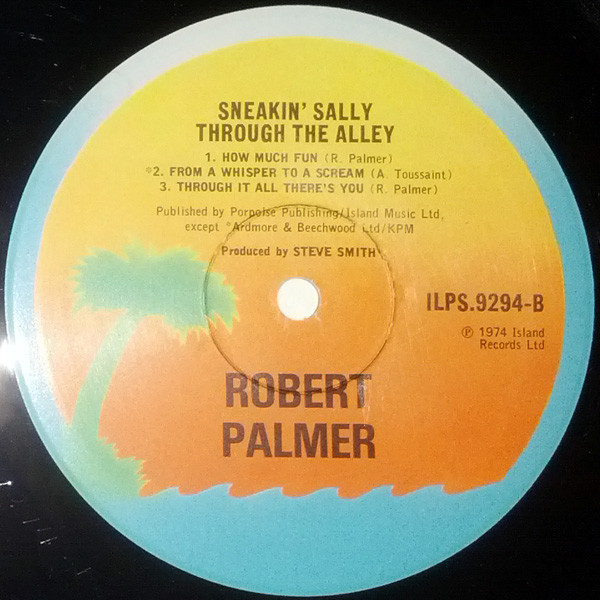 SNEAKIN' SALLY
THROUGH THE ALLEY
1. HOW MUCH FUN (R. Palmer)
*2. FROM A WHISPER TO A SCREAM (A. Toussaint)
3. THROUGH IT ALL THERE'S YOU (R. Palmer)
Published by Porpoise Publishing/Island Music Ltd,
except *Ardmore & Beechwood Ltd/KPM
Produced by STEVE SMITH
ILPS.9294-B
℗ 1974 Island
Records Ltd
ROBERT
PALMER